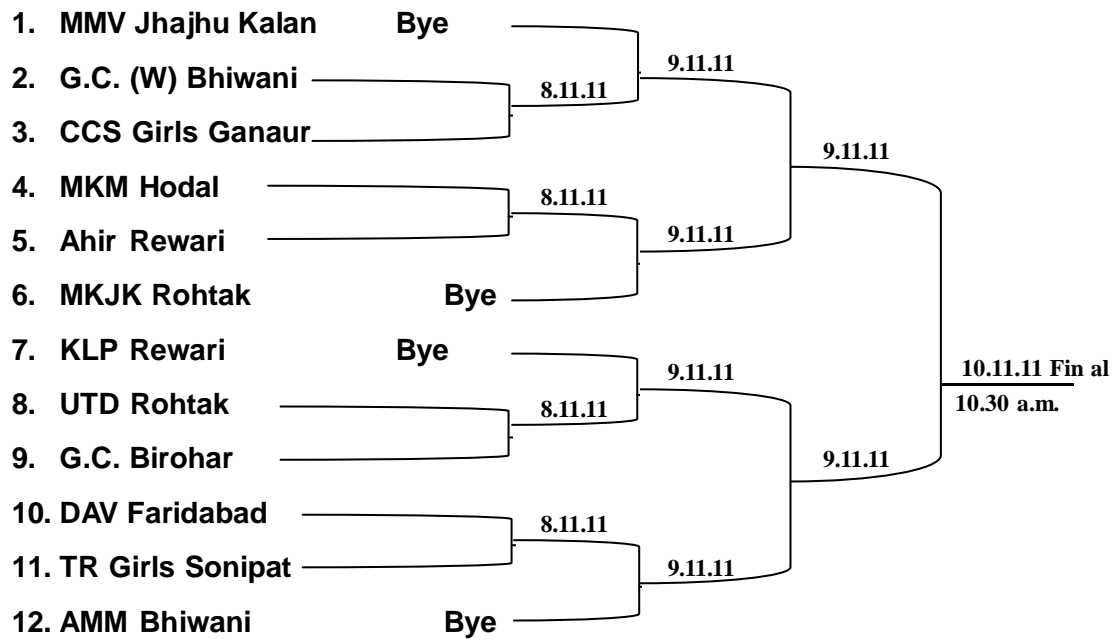 1. MMV Jhajhu Kalan Bye
9.11.11
2. G.C. (W) Bhiwani
8.11.11
3. CCS Girls Ganaur
9.11.11
4. MKM Hodal
8.11.11
5. Ahir Rewari
9.11.11
6. MKJK Rohtak Bye
7. KLP Rewari Bye
10.11.11 Fin al
9.11.11
8. UTD Rohtak
8.11.11
10.30 a.m.
9. G.C. Birohar
9.11.11
10. DAV Faridabad
8.11.11
11. TR Girls Sonipat
9.11.11
12. AMM Bhiwani Bye